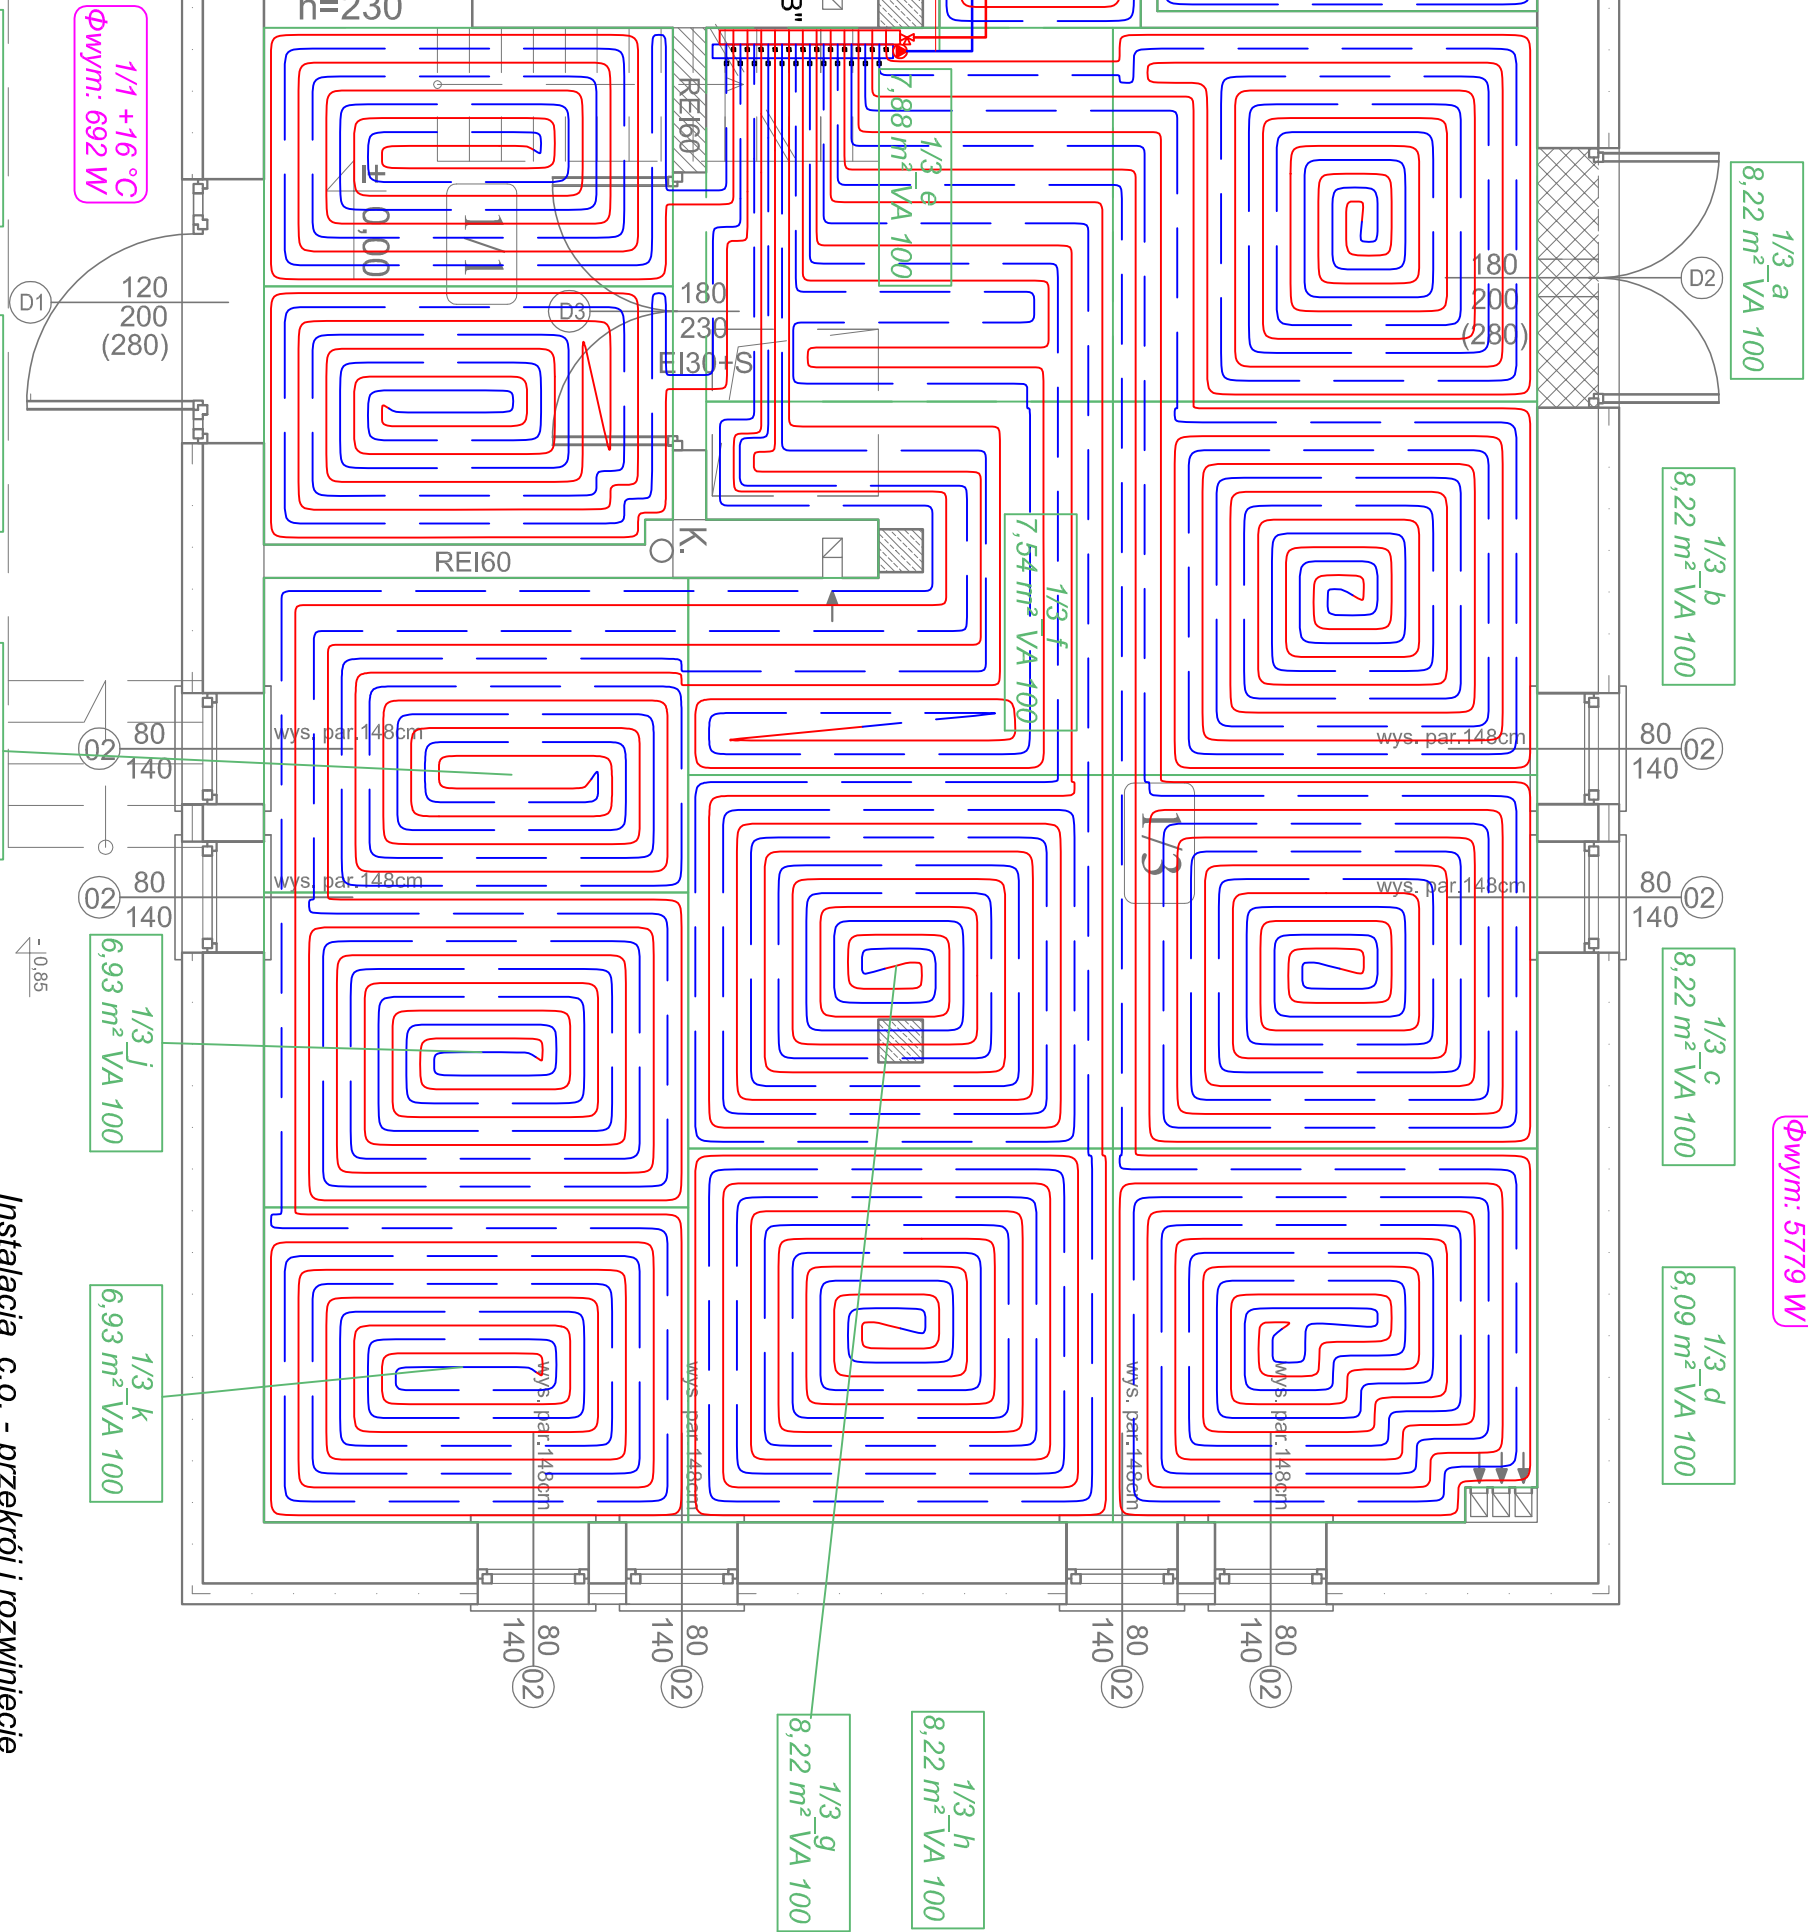 h=230
3"
1/1 +16 °C
Φwym: 692 W
REI60
± 0,00
1/1
1/3_e
7,88 m² VA 100
1/3_a
8,22 m² VA 100
D1
120
200
(280)
D3
180
230
EI30+S
180
200
(280)
D2
1/3_b
8,22 m² VA 100
K.
REI60
1/3_f
7,54 m² VA 100
02
80
140
wys. par.148cm
wys. par.148cm
80
140
02
1/3
02
80
140
wys. par.148cm
wys. par.148cm
80
140
02
-0,85
1/3_j
6,93 m² VA 100
1/3_c
8,22 m² VA 100
Φwym: 5779 W
1/3_k
6,93 m² VA 100
1/3_d
8,09 m² VA 100
wys. par.148cm
wys. par.148cm
wys. par.148cm
wys. par.148cm
Instalacja c.o. - przekrój i rozwinięcie
80
140
02
80
140
02
80
140
02
80
140
02
1/3_g
8,22 m² VA 100
1/3_h
8,22 m² VA 100